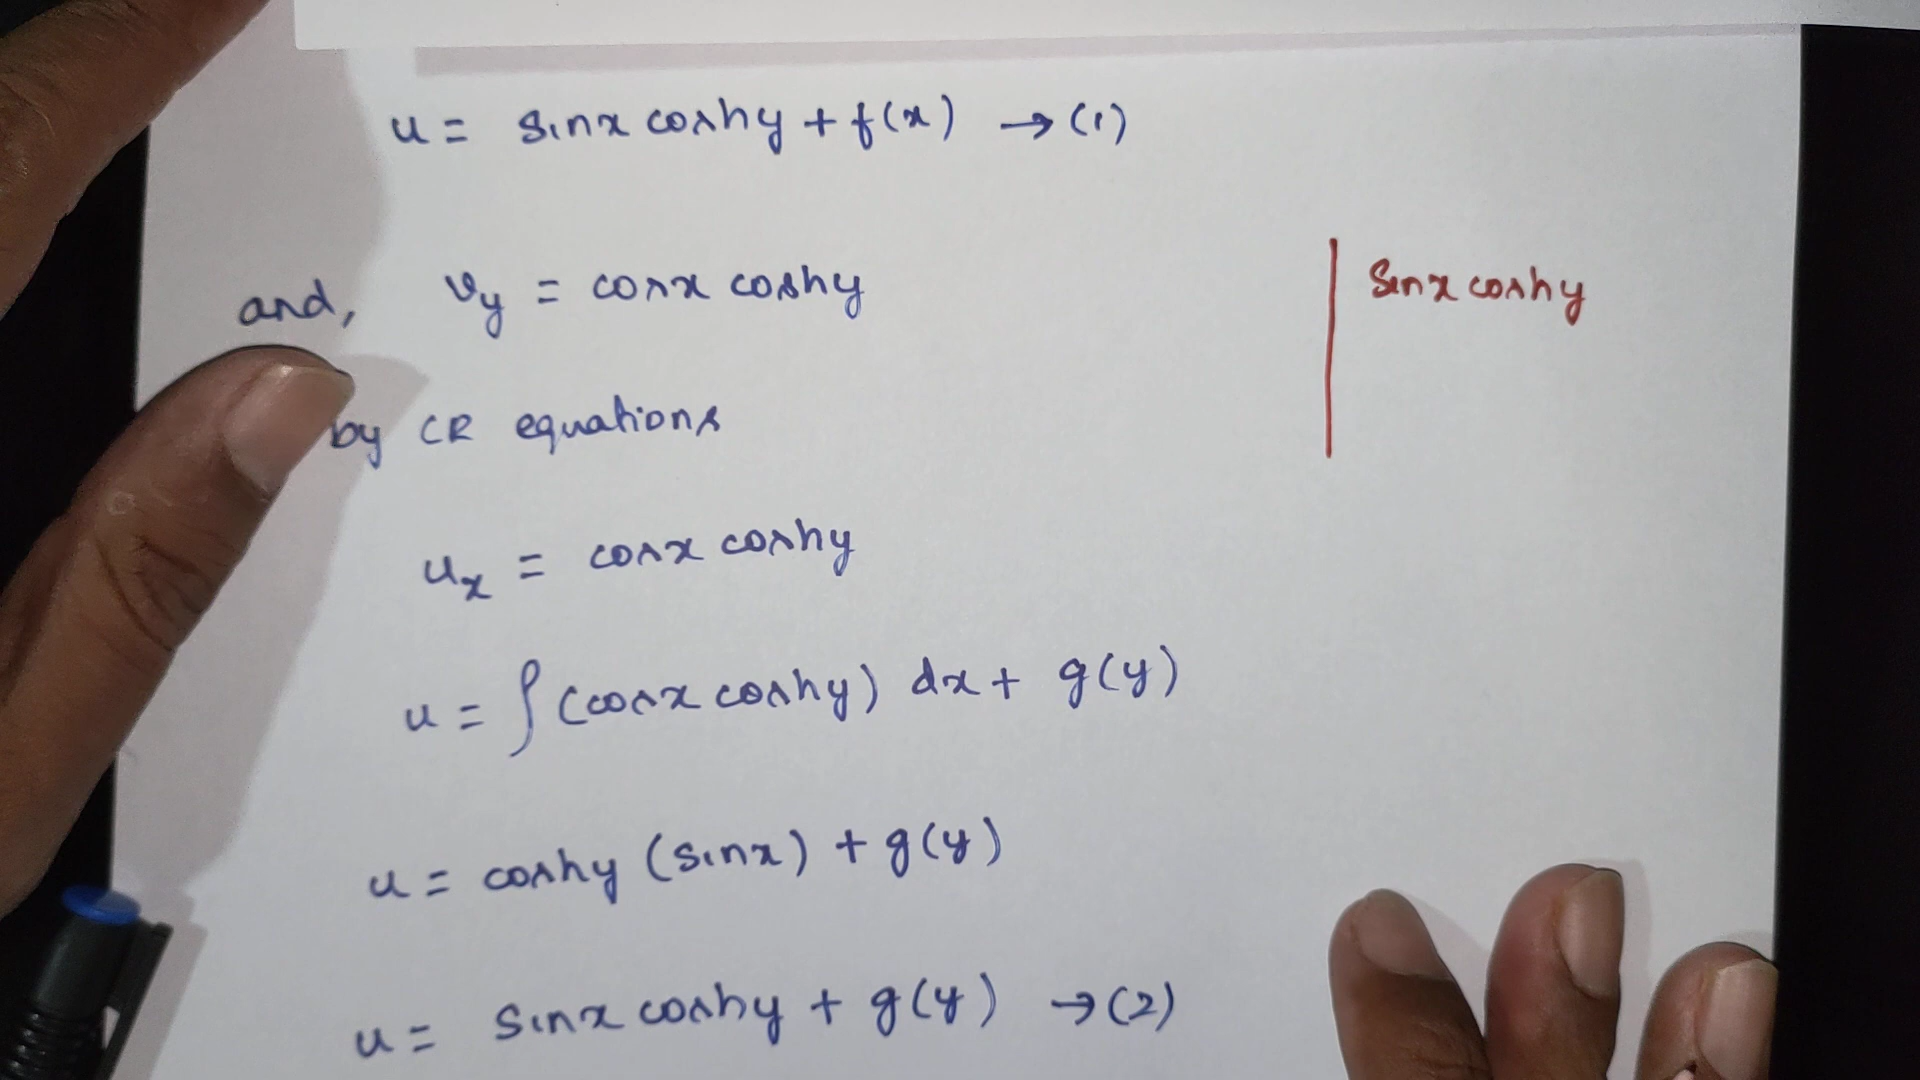 u = sinx coshy + f(x) → (1)
and, vy = cosx coshy
sinx coshy
by CR equations
ux = cosx coshy
u = ∫ (cosx coshy) dx + g(y)
u = coshy (sinx) + g(y)
u = sinx coshy + g(y) → (2)